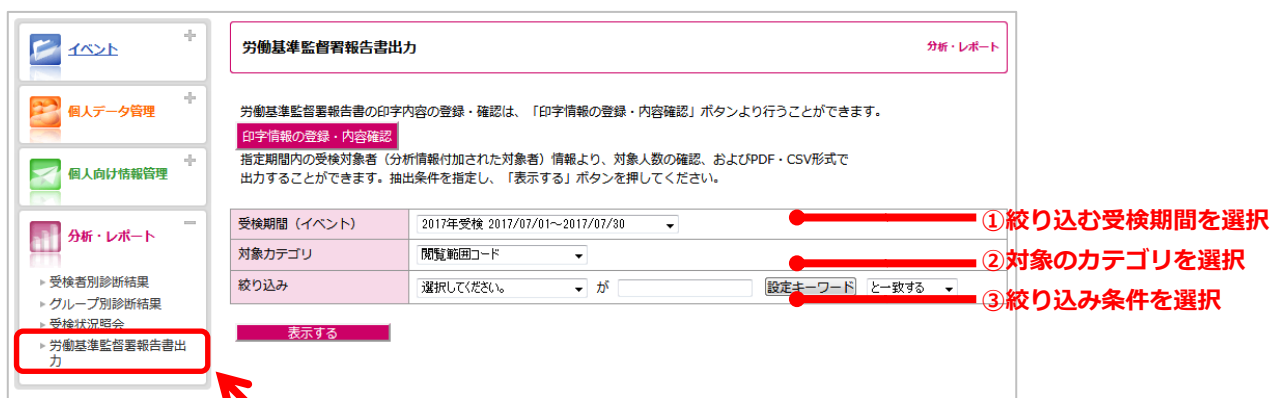 イベント
個人データ管理
個人向け情報管理
分析・レポート
受検者別診断結果
グループ別診断結果
受検状況照会
労働基準監督署報告書出
力
労働基準監督署報告書出力
分析・レポート
労働基準監督署報告書の印字内容の登録・確認は、「印字情報の登録・内容確認」ボタンより行うことができます。
印字情報の登録・内容確認
指定期間内の受検対象者（分析情報付加された対象者）情報より、対象人数の確認、およびPDF・CSV形式で
出力することができます。抽出条件を指定し、「表示する」ボタンを押してください。
受検期間（イベント） 2017年受検 2017/07/01～2017/07/30
①絞り込む受検期間を選択
対象カテゴリ 閲覧範囲コード
②対象のカテゴリを選択
絞り込み 選択してください。 が 設定キーワード と一致する
③絞り込み条件を選択
表示する